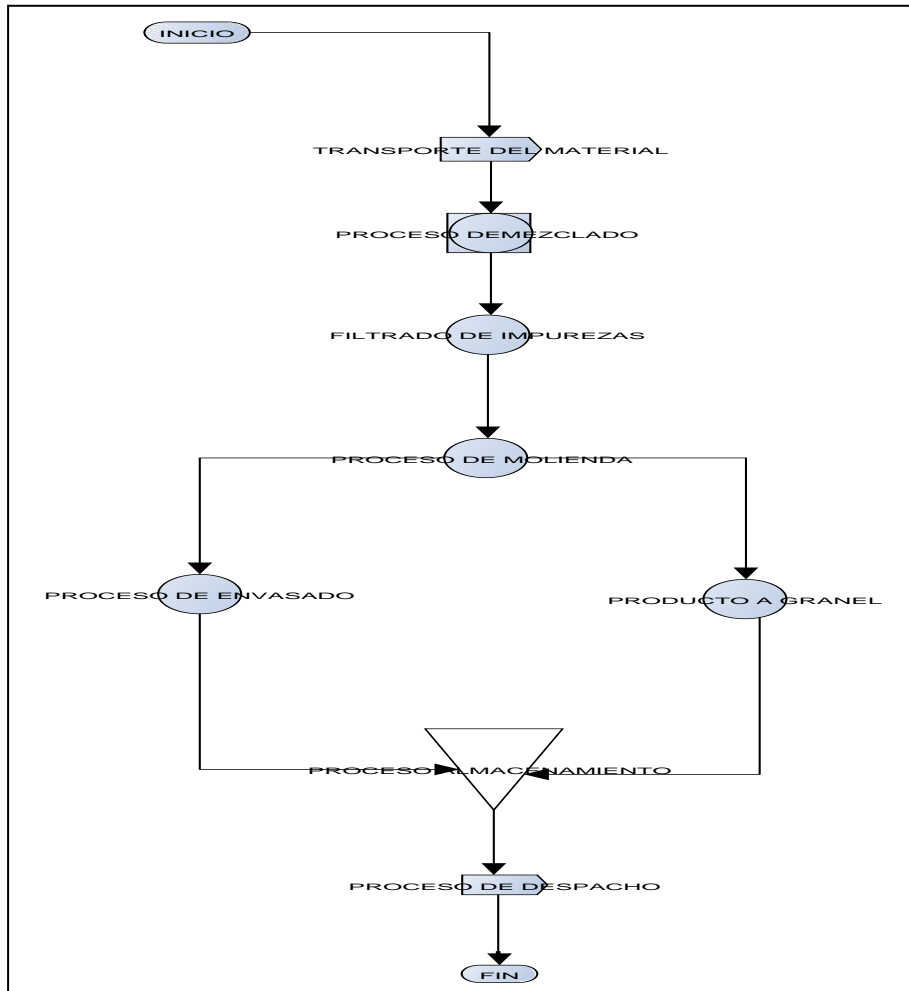 INICIO
TRANSPORTE DEL MATERIAL
PROCESO DEMEZCLADO
FILTRADO DE IMPUREZAS
PROCESO DE MOLIENDA
PROCESO DE ENVASADO
PRODUCTO A GRANEL
PROCESO ALMACENAMIENTO
PROCESO DE DESPACHO
FIN